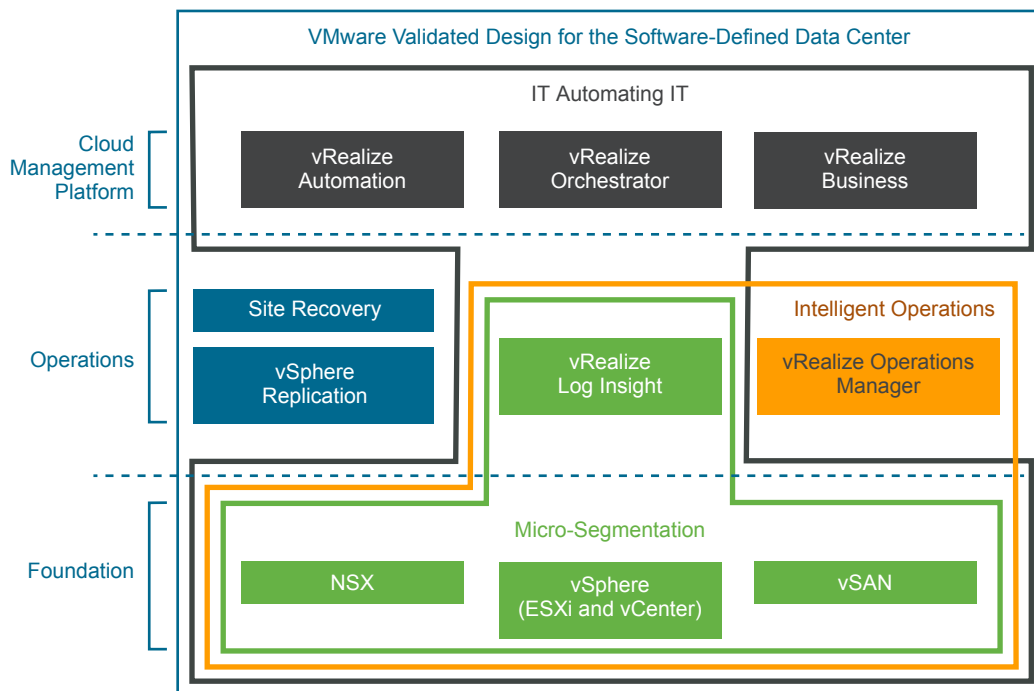 VMware Validated Design for the Software-Defined Data Center
IT Automating IT
Cloud
Management
Platform
vRealize
Automation
vRealize
Orchestrator
vRealize
Business
Operations
Site Recovery
vSphere
Replication
vRealize
Log Insight
Intelligent Operations
vRealize Operations
Manager
Foundation
Micro-Segmentation
NSX
vSphere
(ESXi and vCenter)
vSAN